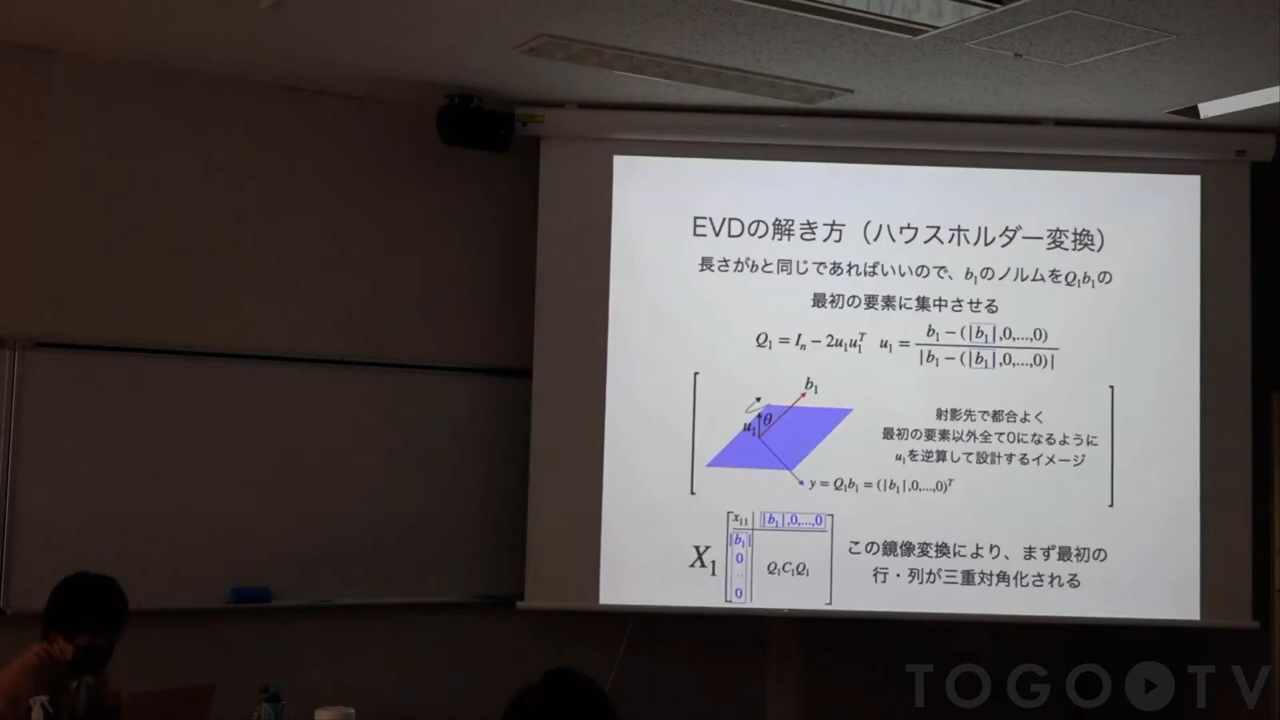 EVDの解き方（ハウスホルダー変換）
長さがbと同じであればいいので、b₁のノルムをQ₁b₁の
最初の要素に集中させる
Q₁ = Iₙ − 2u₁u₁ᵀ   u₁ = (b₁ − (|b₁|,0,...,0)) / |b₁ − (|b₁|,0,...,0)|
b₁
u₁ θ
射影先で都合よく
最初の要素以外全て0になるように
u₁を逆算して設計するイメージ
y = Q₁b₁ = (|b₁|,0,...,0)ᵀ
x₁₁ |b₁|,0,...,0
|b₁|
X₁
0
Q₁C₁Q₁
0
この鏡像変換により、まず最初の
行・列が三重対角化される
TOGO TV